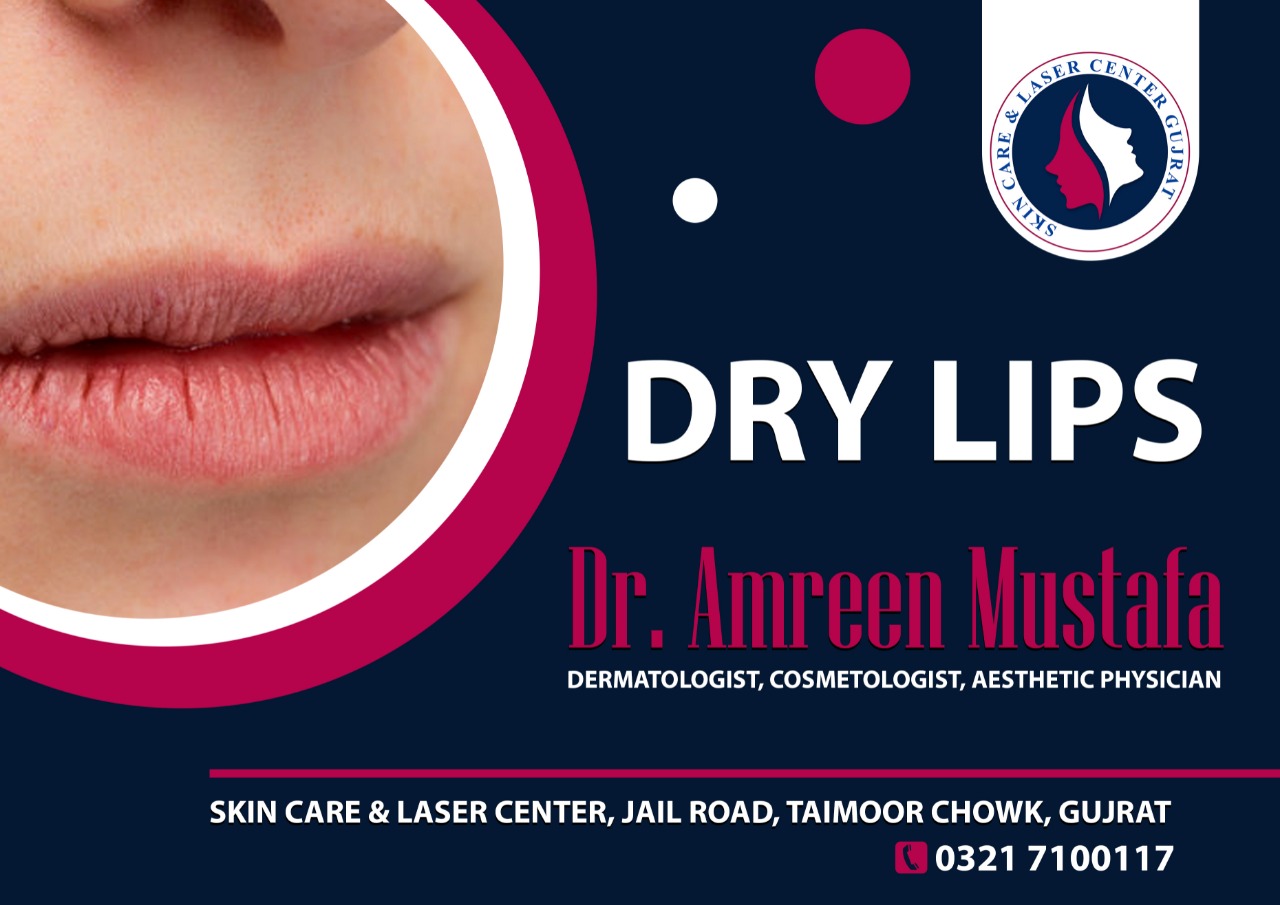 SKIN CARE & LASER CENTER GUJRAT
DRY LIPS
Dr. Amreen Mustafa
DERMATOLOGIST, COSMETOLOGIST, AESTHETIC PHYSICIAN
SKIN CARE & LASER CENTER, JAIL ROAD, TAIMOOR CHOWK, GUJRAT
0321 7100117